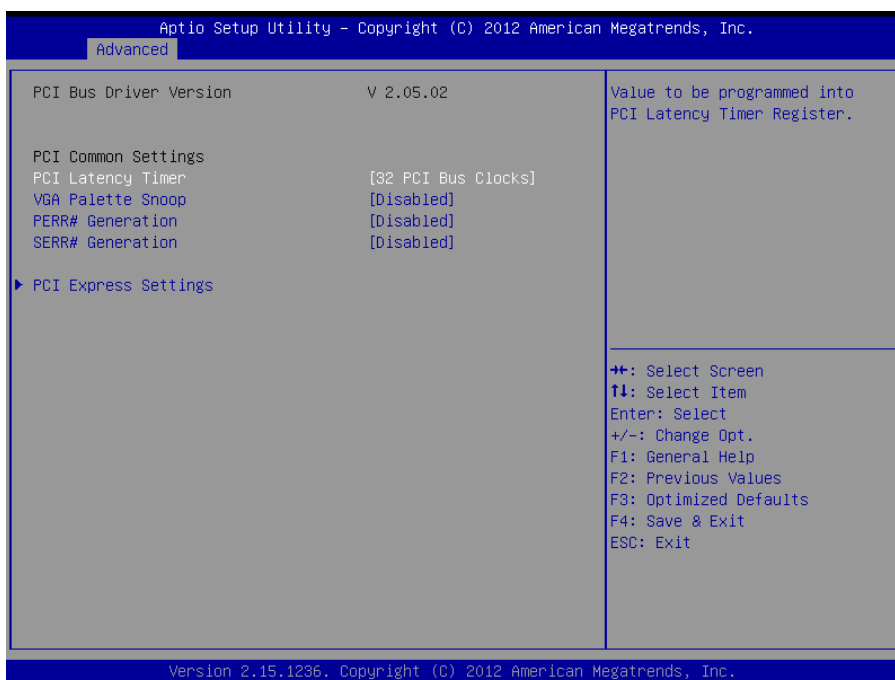 Aptio Setup Utility – Copyright (C) 2012 American Megatrends, Inc.
Advanced
PCI Bus Driver Version V 2.05.02
PCI Common Settings
PCI Latency Timer [32 PCI Bus Clocks]
VGA Palette Snoop [Disabled]
PERR# Generation [Disabled]
SERR# Generation [Disabled]
PCI Express Settings
Value to be programmed into
PCI Latency Timer Register.
→←: Select Screen
↑↓: Select Item
Enter: Select
+/-: Change Opt.
F1: General Help
F2: Previous Values
F3: Optimized Defaults
F4: Save & Exit
ESC: Exit
Version 2.15.1236. Copyright (C) 2012 American Megatrends, Inc.